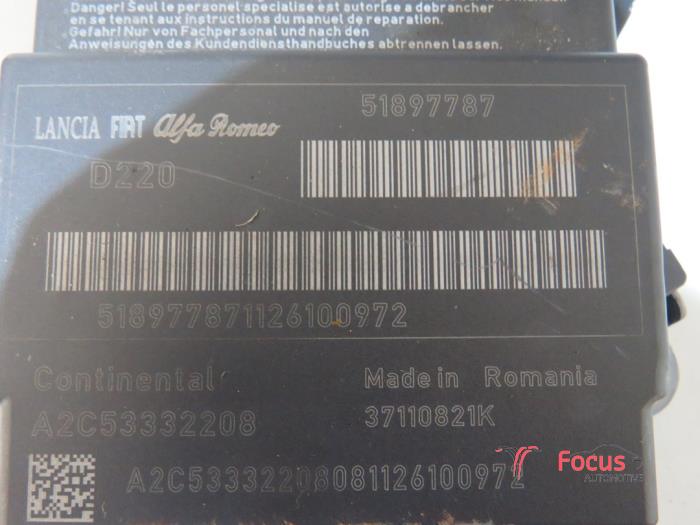 Danger! Seul le personnel specialise est autorise a debrancher
en se tenant aux instructions du manuel de reparation.
Gefahr! Nur von Fachpersonal und nach den
Anweisungen des Kundendiensthandbuches abtrennen lassen.
51897787
LANCIA FIAT Alfa Romeo
D220
518977871126100972
Continental
Made in Romania
A2C53332208
37110821K
A2C53332208081126100972
Focus
AUTOMOTIVE